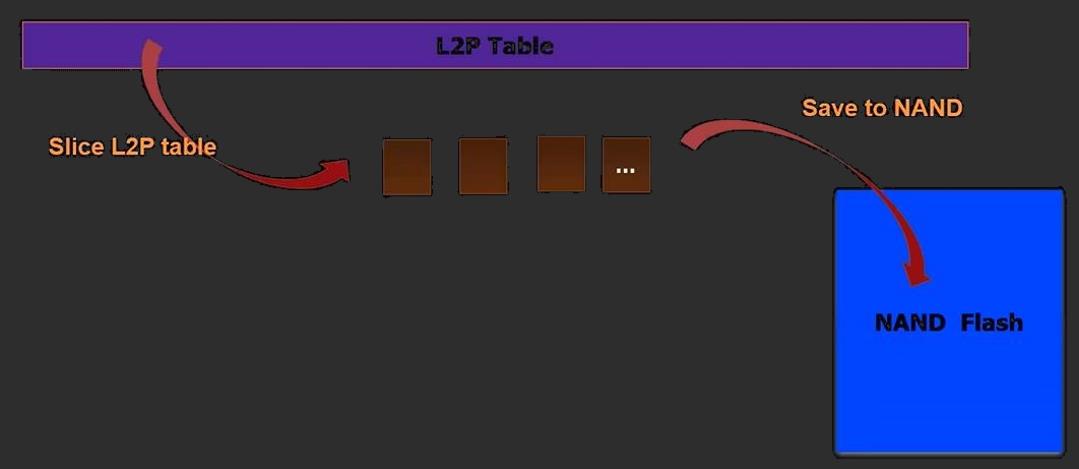 L2P Table
Save to NAND
Slice L2P table
...
NAND Flash